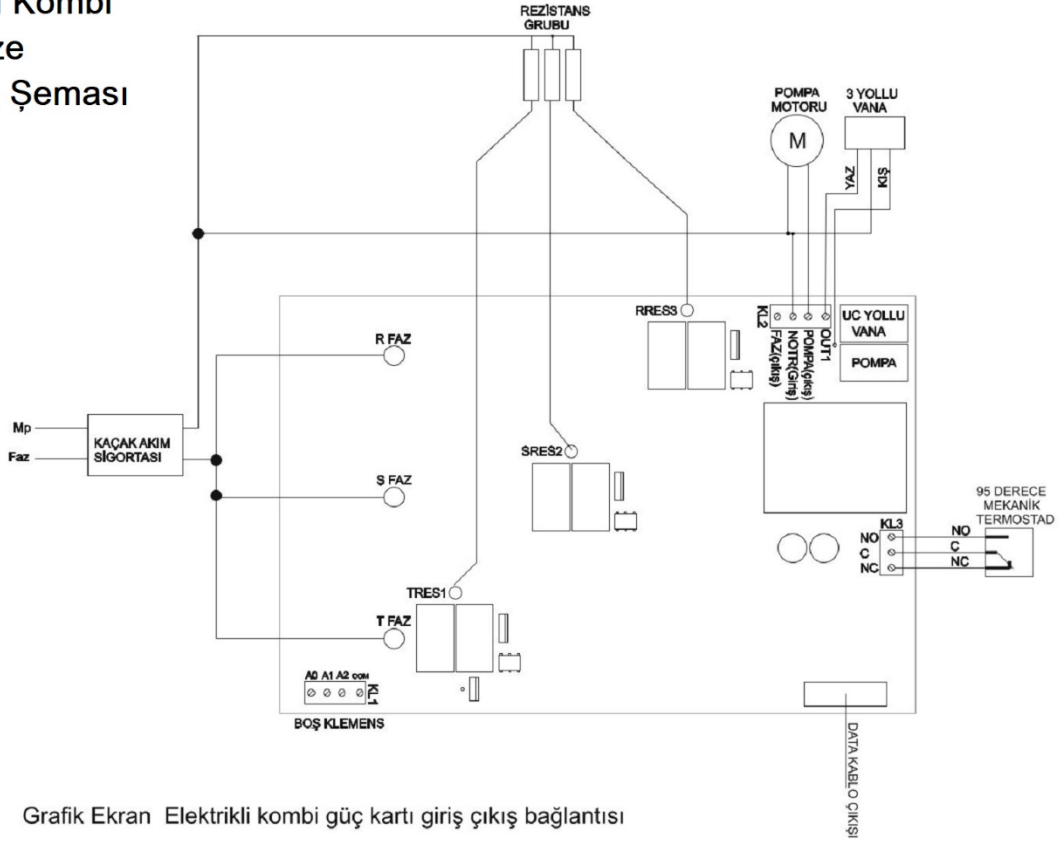 Kombi
Şeması
REZİSTANS
GRUBU
POMPA
MOTORU
3 YOLLU
VANA
M
YAZ
KIŞ
RRES3
KL2
FAZ(çıkış)
NOTR(Giriş)
POMPA(çıkış)
OUT1
UC YOLLU
VANA
POMPA
R FAZ
Mp
Faz
KAÇAK AKIM
SİGORTASI
SRES2
S FAZ
95 DERECE
MEKANİK
TERMOSTAD
KL3
NO
C
NC
NO
Ç
NC
TRES1
T FAZ
A0 A1 A2 COM
KL1
BOŞ KLEMENS
DATA KABLO ÇIKIŞI
Grafik Ekran Elektrikli kombi güç kartı giriş çıkış bağlantısı